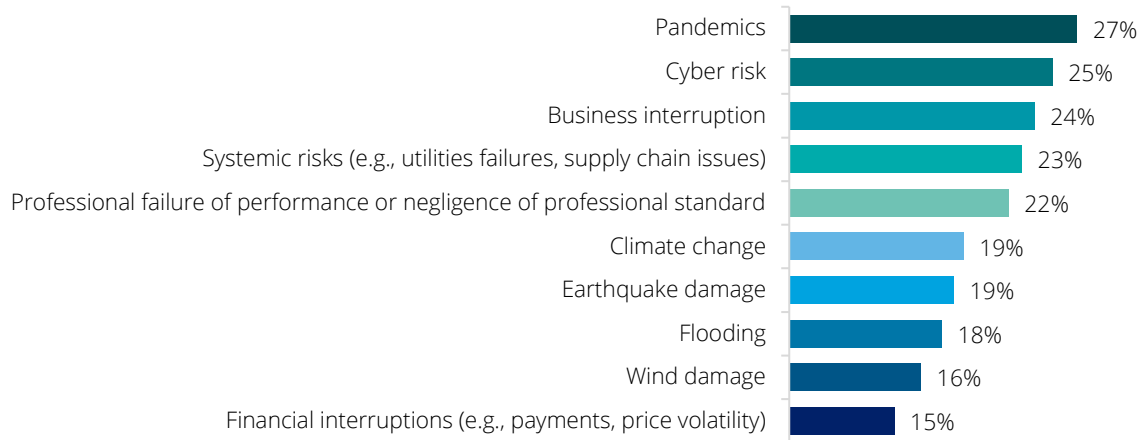 Pandemics 27%
Cyber risk 25%
Business interruption 24%
Systemic risks (e.g., utilities failures, supply chain issues) 23%
Professional failure of performance or negligence of professional standard 22%
Climate change 19%
Earthquake damage 19%
Flooding 18%
Wind damage 16%
Financial interruptions (e.g., payments, price volatility) 15%